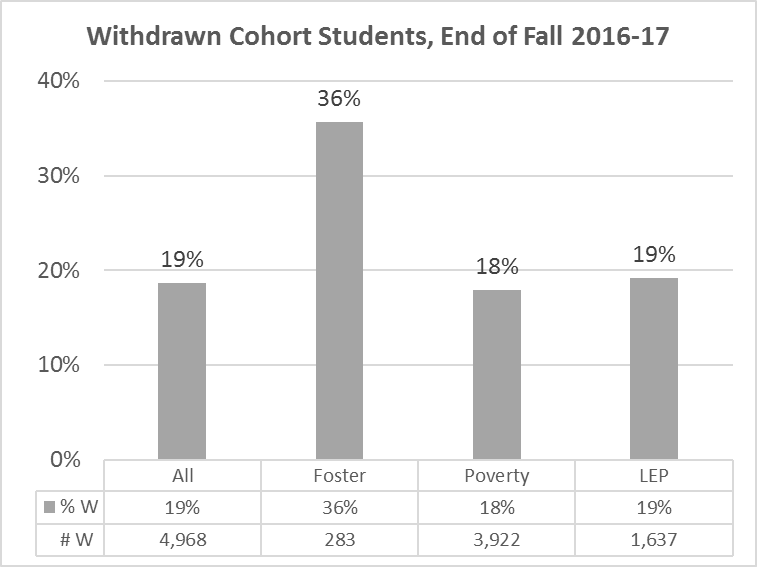 Withdrawn Cohort Students, End of Fall 2016-17
40%
36%
30%
19%
18%
19%
20%
10%
0%
All Foster Poverty LEP
% W 19% 36% 18% 19%
# W 4,968 283 3,922 1,637